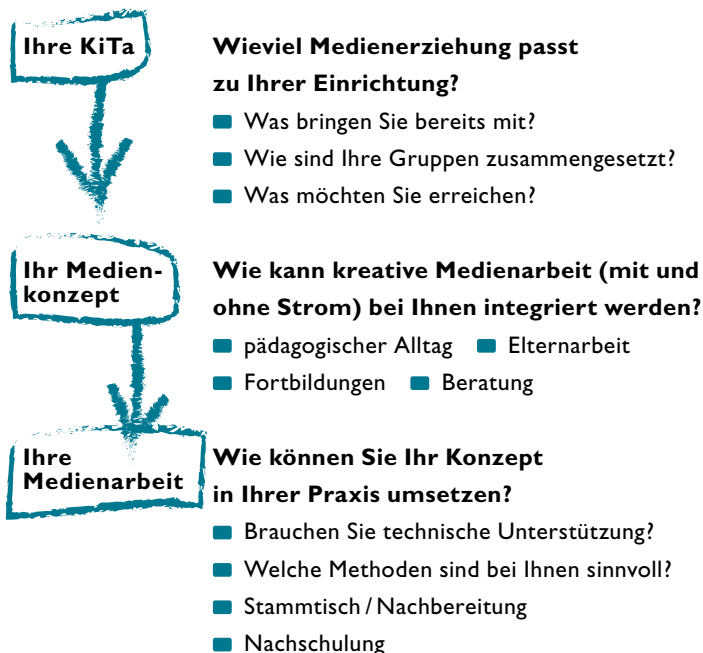 Ihre KiTa
Wieviel Medienerziehung passt
zu Ihrer Einrichtung?
Was bringen Sie bereits mit?
Wie sind Ihre Gruppen zusammengesetzt?
Was möchten Sie erreichen?
Ihr Medien-
konzept
Wie kann kreative Medienarbeit (mit und
ohne Strom) bei Ihnen integriert werden?
pädagogischer Alltag Elternarbeit
Fortbildungen Beratung
Ihre
Medienarbeit
Wie können Sie Ihr Konzept
in Ihrer Praxis umsetzen?
Brauchen Sie technische Unterstützung?
Welche Methoden sind bei Ihnen sinnvoll?
Stammtisch / Nachbereitung
Nachschulung